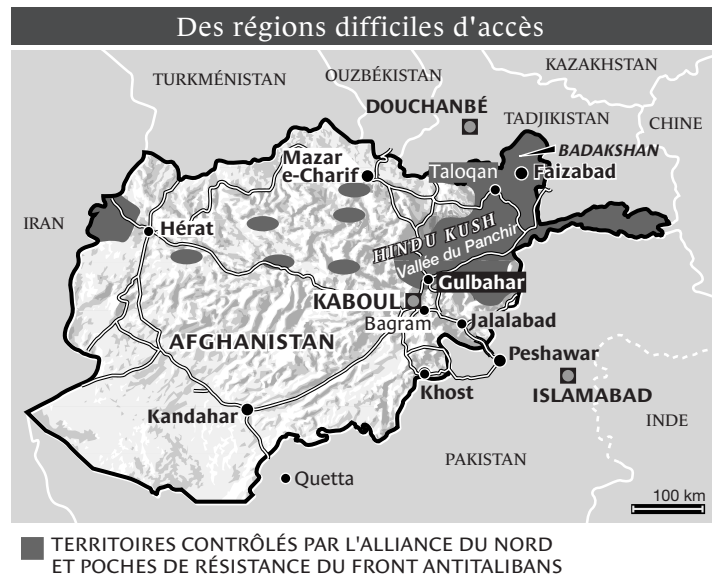 Des régions difficiles d'accès
KAZAKHSTAN
OUZBÉKISTAN
TURKMÉNISTAN
DOUCHANBÉ
TADJIKISTAN
CHINE
BADAKSHAN
Mazar
e-Charif
Taloqan
Faizabad
IRAN
Hérat
HINDU KUSH
Vallée du Panchir
Gulbahar
KABOUL
Bagram
Jalalabad
AFGHANISTAN
Peshawar
Khost
ISLAMABAD
Kandahar
INDE
PAKISTAN
Quetta
100 km
TERRITOIRES CONTRÔLÉS PAR L'ALLIANCE DU NORD
ET POCHES DE RÉSISTANCE DU FRONT ANTITALIBANS